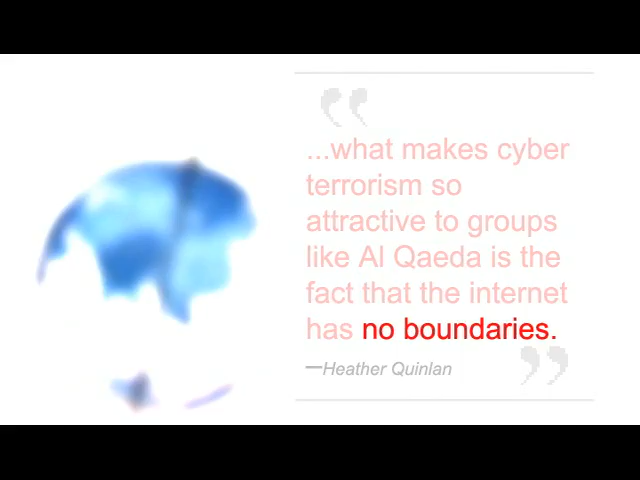 “
...what makes cyber
terrorism so
attractive to groups
like Al Qaeda is the
fact that the internet
has no boundaries.
—Heather Quinlan
”